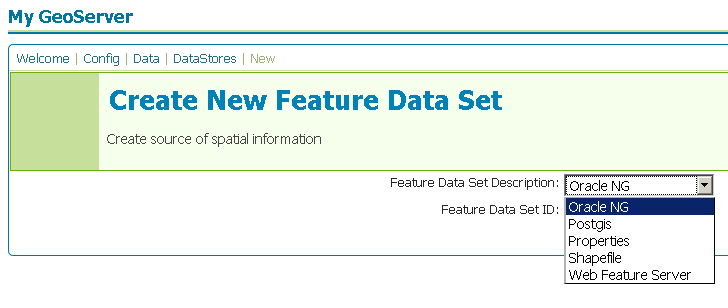 My GeoServer
Welcome | Config | Data | DataStores | New
Create New Feature Data Set
Create source of spatial information
Feature Data Set Description: Oracle NG
Feature Data Set ID:
Oracle NG
Postgis
Properties
Shapefile
Web Feature Server